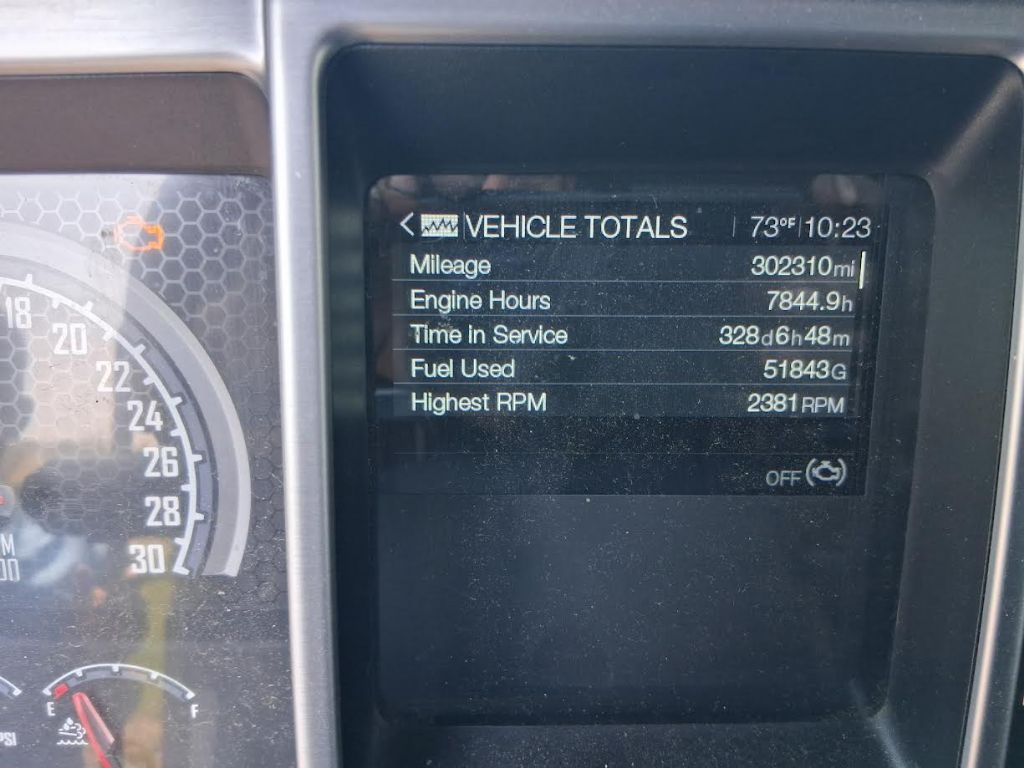 VEHICLE TOTALS 73°F 10:23
Mileage 302310mi
Engine Hours 7844.9h
Time in Service 328d6h48m
Fuel Used 51843G
Highest RPM 2381RPM
OFF
18
20
22
24
26
28
30
E F
PSI